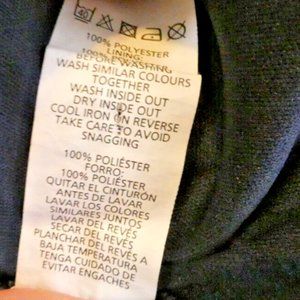 40
100% POLYESTER
LINING:
100% POLYESTER
BEFORE WASHING
WASH SIMILAR COLOURS
TOGETHER
WASH INSIDE OUT
DRY INSIDE OUT
COOL IRON ON REVERSE
TAKE CARE TO AVOID
SNAGGING
100% POLIÉSTER
FORRO:
100% POLIÉSTER
QUITAR EL CINTURÓN
ANTES DE LAVAR
LAVAR LOS COLORES
SIMILARES JUNTOS
LAVAR DEL REVÉS
SECAR DEL REVÉS
PLANCHAR DEL REVÉS A
BAJA TEMPERATURA
TENGA CUIDADO DE
EVITAR ENGACHES